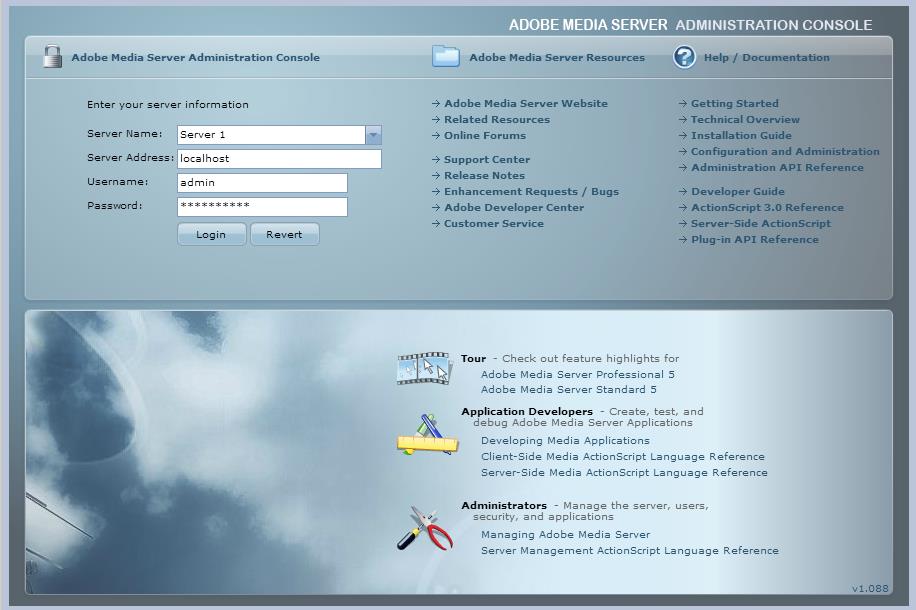 ADOBE MEDIA SERVER ADMINISTRATION CONSOLE
Adobe Media Server Administration Console
Adobe Media Server Resources
Help / Documentation
Enter your server information
Server Name: Server 1
Server Address: localhost
Username: admin
Password: **********
Login Revert
→ Adobe Media Server Website
→ Related Resources
→ Online Forums
→ Support Center
→ Release Notes
→ Enhancement Requests / Bugs
→ Adobe Developer Center
→ Customer Service
→ Getting Started
→ Technical Overview
→ Installation Guide
→ Configuration and Administration
→ Administration API Reference
→ Developer Guide
→ ActionScript 3.0 Reference
→ Server-Side ActionScript
→ Plug-in API Reference
Tour - Check out feature highlights for
Adobe Media Server Professional 5
Adobe Media Server Standard 5
Application Developers - Create, test, and
debug Adobe Media Server Applications
Developing Media Applications
Client-Side Media ActionScript Language Reference
Server-Side Media ActionScript Language Reference
Administrators - Manage the server, users,
security, and applications
Managing Adobe Media Server
Server Management ActionScript Language Reference
v1.088